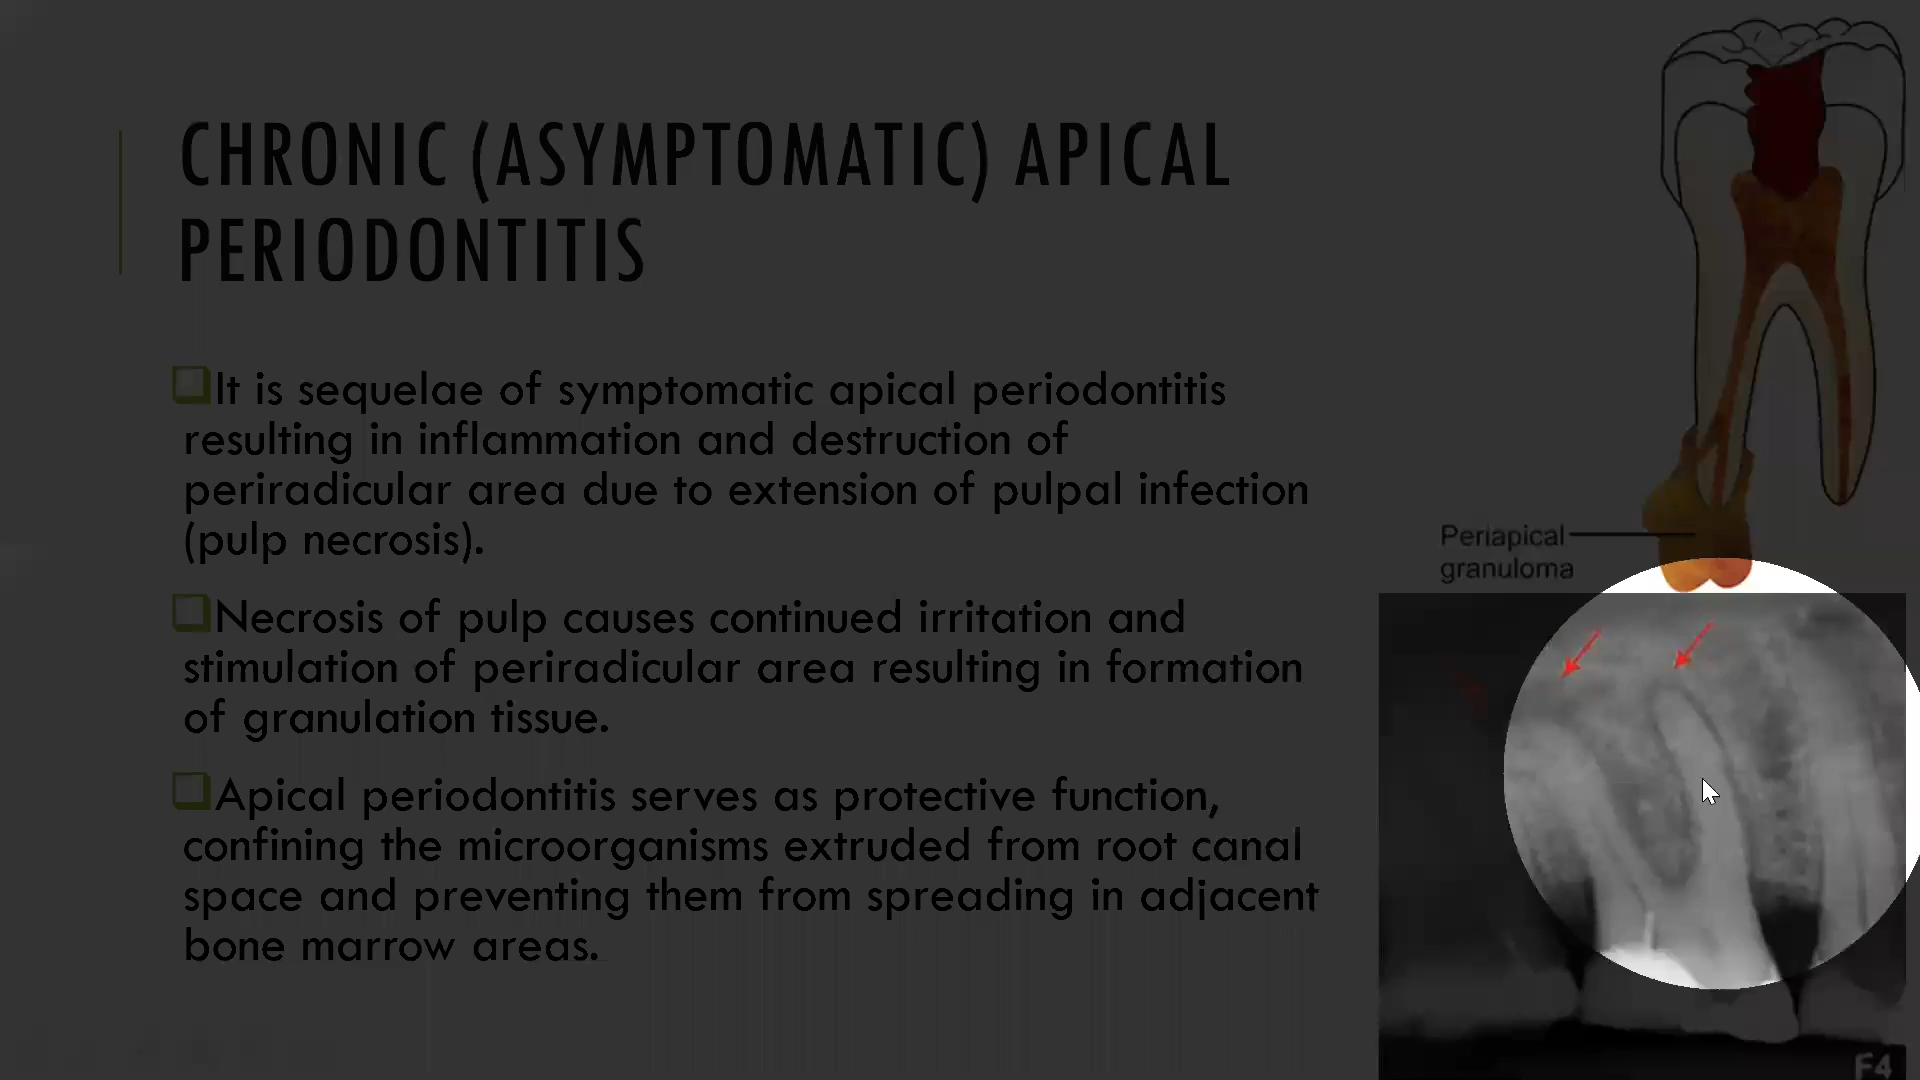 CHRONIC (ASYMPTOMATIC) APICAL
PERIODONTITIS
It is sequelae of symptomatic apical periodontitis
resulting in inflammation and destruction of
periradicular area due to extension of pulpal infection
(pulp necrosis).
Necrosis of pulp causes continued irritation and
stimulation of periradicular area resulting in formation
of granulation tissue.
Apical periodontitis serves as protective function,
confining the microorganisms extruded from root canal
space and preventing them from spreading in adjacent
bone marrow areas.
Periapical
granuloma
F4